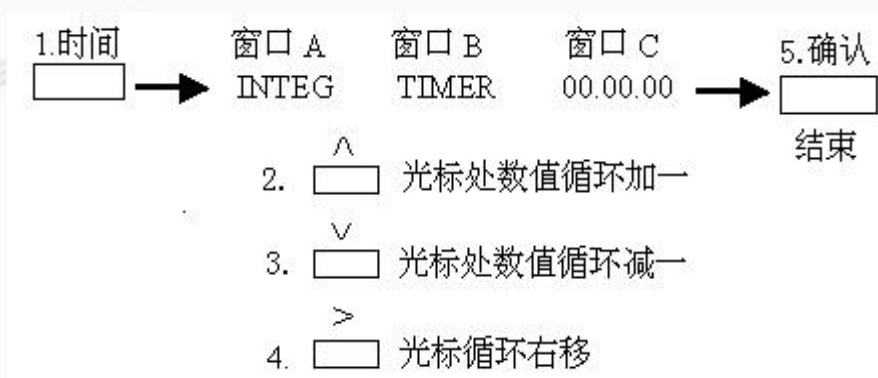 1.时间 窗口 A 窗口 B 窗口 C 5.确认
INTEG TIMER 00.00.00
结束
∧
2. 光标处数值循环加一
∨
3. 光标处数值循环减一
>
4. 光标循环右移